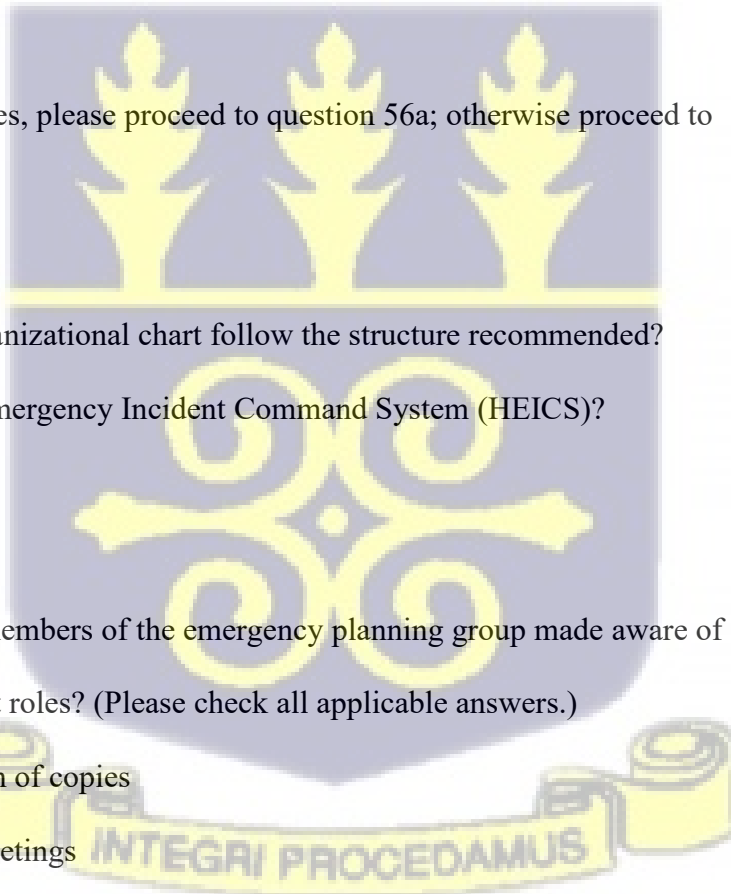 es, please proceed to question 56a; otherwise proceed to
anizational chart follow the structure recommended?
mergency Incident Command System (HEICS)?
embers of the emergency planning group made aware of
t roles? (Please check all applicable answers.)
n of copies
etings
INTEGRI PROCEDAMUS